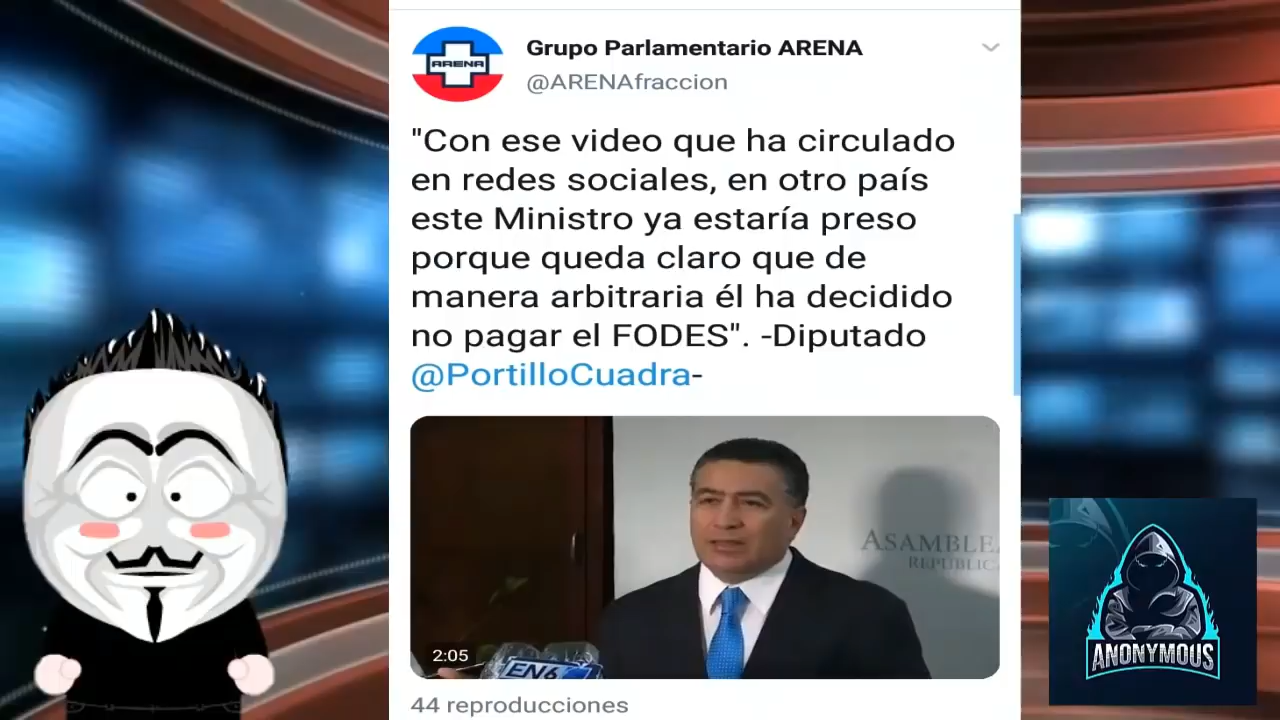 ARENA
Grupo Parlamentario ARENA
@ARENAfraccion
"Con ese video que ha circulado
en redes sociales, en otro país
este Ministro ya estaría preso
porque queda claro que de
manera arbitraria él ha decidido
no pagar el FODES". -Diputado
@PortilloCuadra-
ASAMBLE
REPUBLIC
2:05
EN6
44 reproducciones
ANONYMOUS